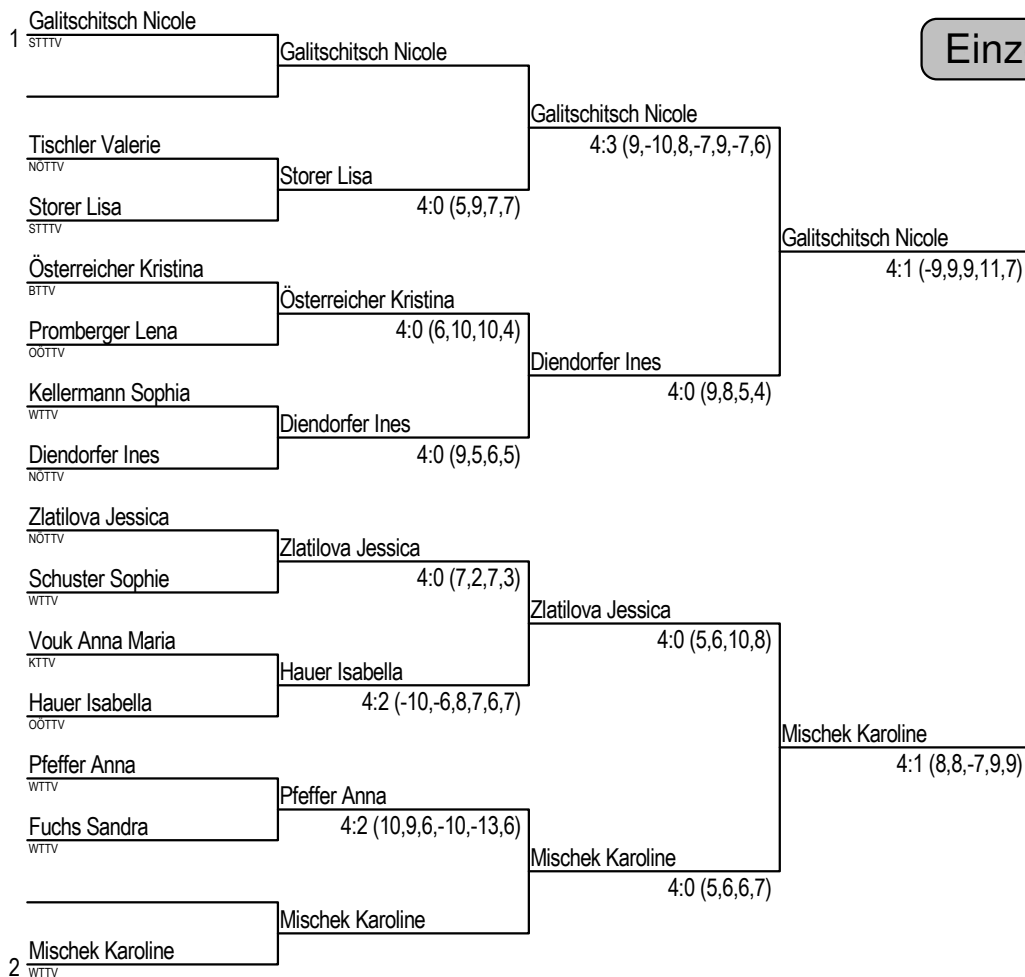 Galitschitsch Nicole
1
STTTV
Galitschitsch Nicole
Einz
Galitschitsch Nicole
4:3 (9,-10,8,-7,9,-7,6)
Tischler Valerie
NÖTTV
Storer Lisa
4:0 (5,9,7,7)
Storer Lisa
STTTV
Galitschitsch Nicole
4:1 (-9,9,9,11,7)
Österreicher Kristina
BTTV
Österreicher Kristina
4:0 (6,10,10,4)
Promberger Lena
OÖTTV
Diendorfer Ines
4:0 (9,8,5,4)
Kellermann Sophia
WTTV
Diendorfer Ines
4:0 (9,5,6,5)
Diendorfer Ines
NÖTTV
Zlatilova Jessica
NÖTTV
Zlatilova Jessica
4:0 (7,2,7,3)
Schuster Sophie
WTTV
Zlatilova Jessica
4:0 (5,6,10,8)
Vouk Anna Maria
KTTV
Hauer Isabella
4:2 (-10,-6,8,7,6,7)
Hauer Isabella
OÖTTV
Mischek Karoline
4:1 (8,8,-7,9,9)
Pfeffer Anna
WTTV
Pfeffer Anna
4:2 (10,9,6,-10,-13,6)
Fuchs Sandra
WTTV
Mischek Karoline
4:0 (5,6,6,7)
Mischek Karoline
Mischek Karoline
2
WTTV